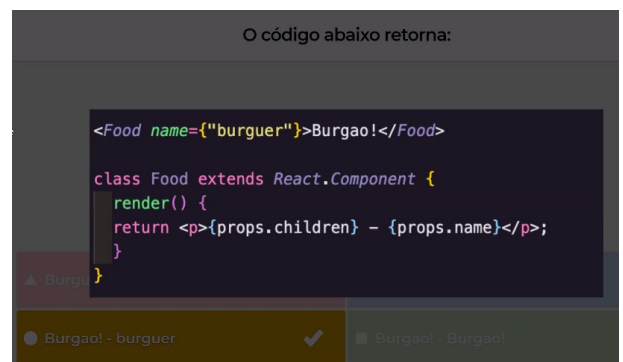 O código abaixo retorna:
<Food name={"burguer"}>Burgao!</Food>
class Food extends React.Component {
render() {
return <p>{props.children} – {props.name}</p>;
}
}
Burgao! - burguer
Burgao! - Burgao!